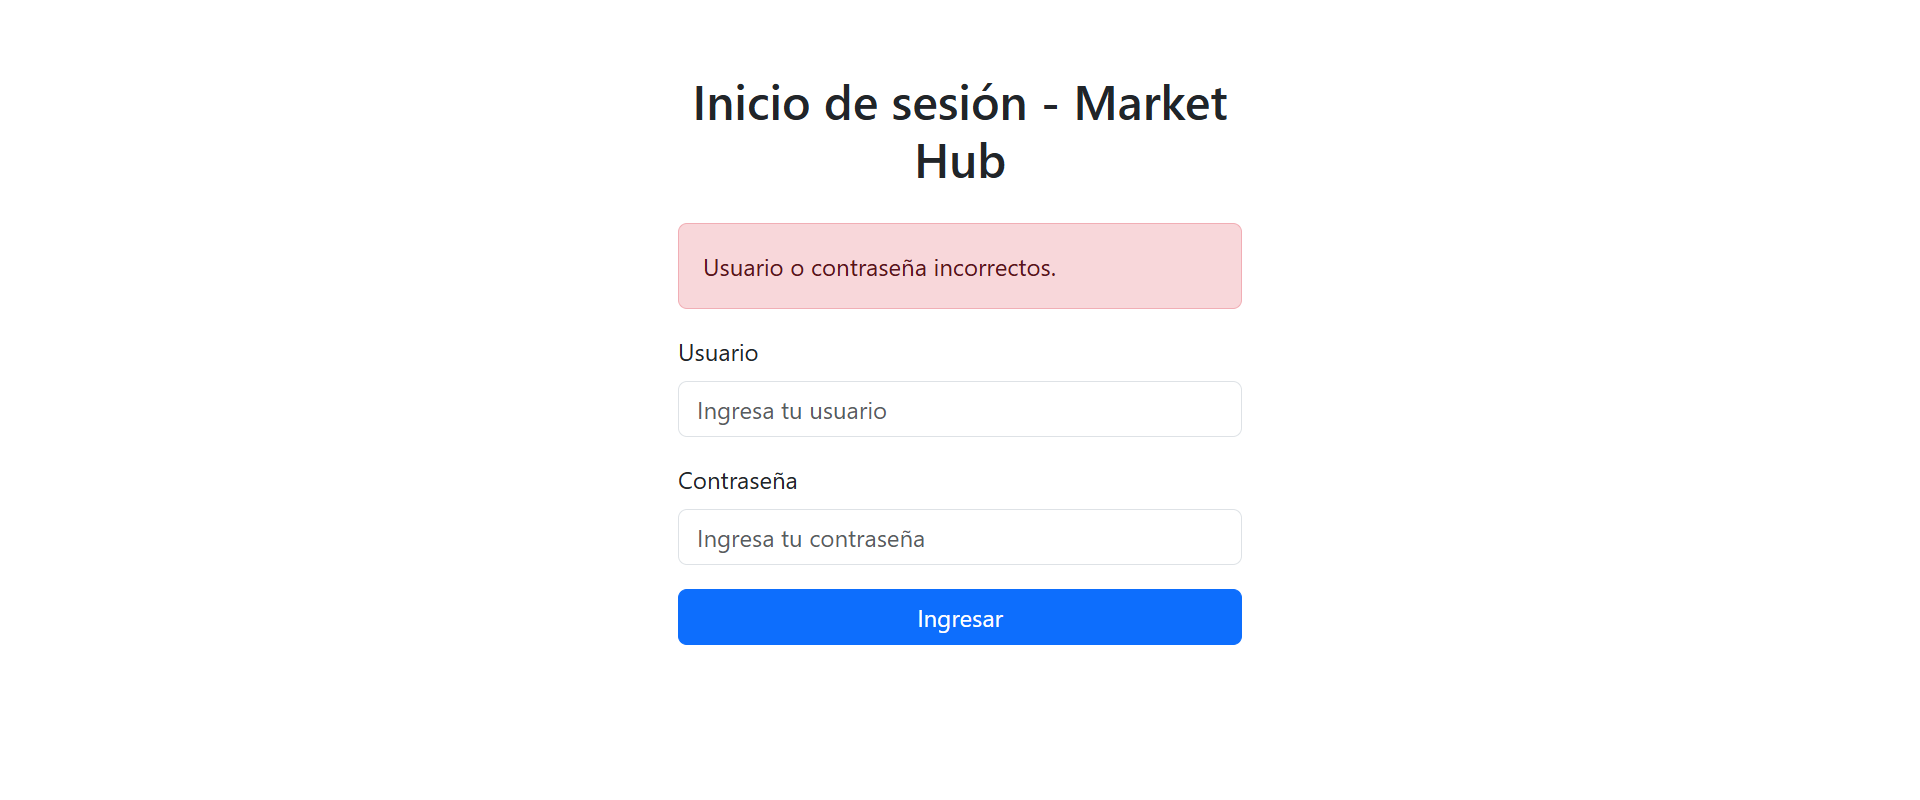 Inicio de sesión - Market
Hub
Usuario o contraseña incorrectos.
Usuario
Ingresa tu usuario
Contraseña
Ingresa tu contraseña
Ingresar